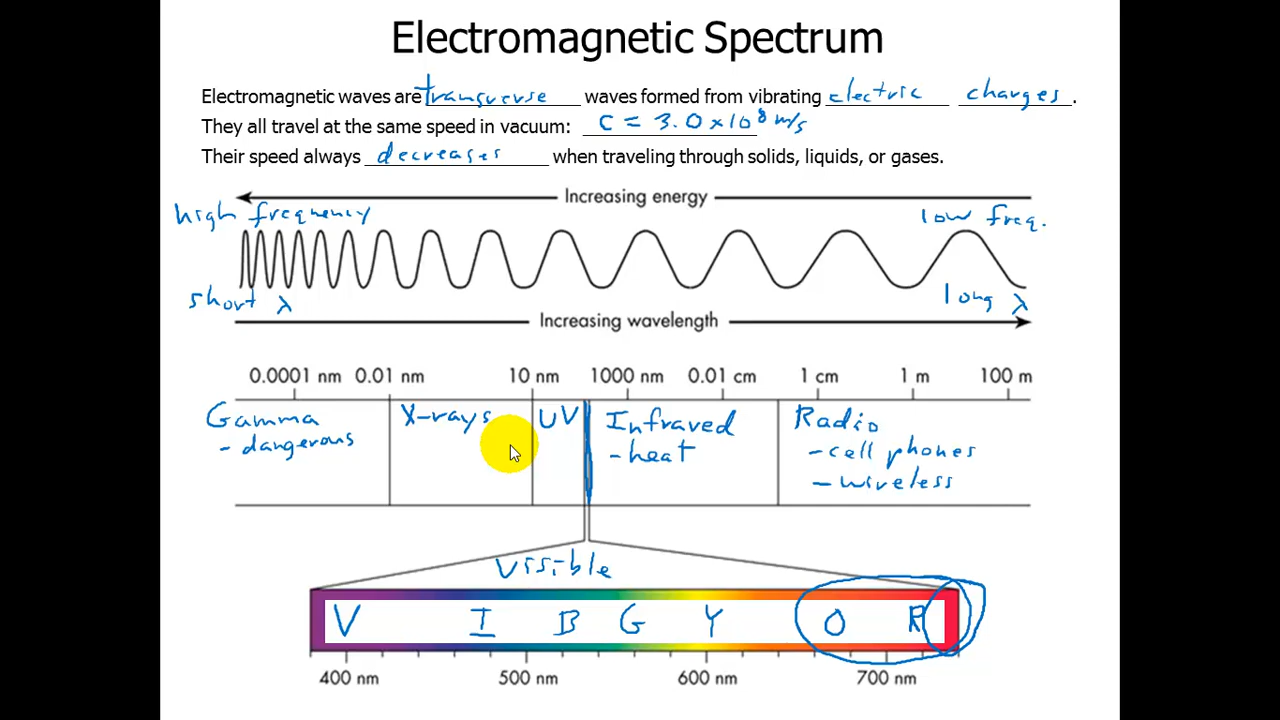 Electromagnetic Spectrum
Electromagnetic waves are transverse waves formed from vibrating electric charges.
They all travel at the same speed in vacuum: c = 3.0 x 10⁸ m/s
Their speed always decreases when traveling through solids, liquids, or gases.
Increasing energy
high frequency low freq.
short λ long λ
Increasing wavelength
0.0001 nm 0.01 nm 10 nm 1000 nm 0.01 cm 1 cm 1 m 100 m
Gamma X-rays UV Infrared Radio
- dangerous - heat - cell phones
- wireless
Visible
V I B G Y O R
400 nm 500 nm 600 nm 700 nm